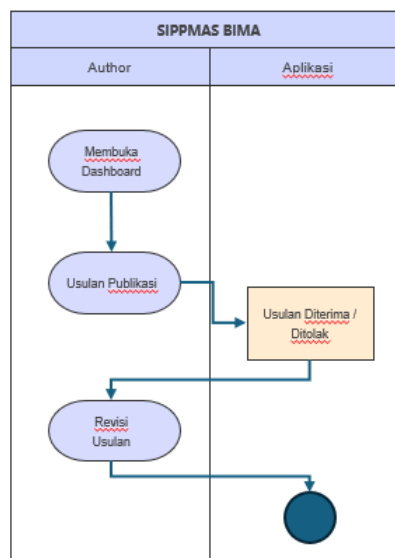 SIPPMAS BIMA
Author
Aplikasi
Membuka
Dashboard
Usulan Publikasi
Usulan Diterima /
Ditolak
Revisi
Usulan